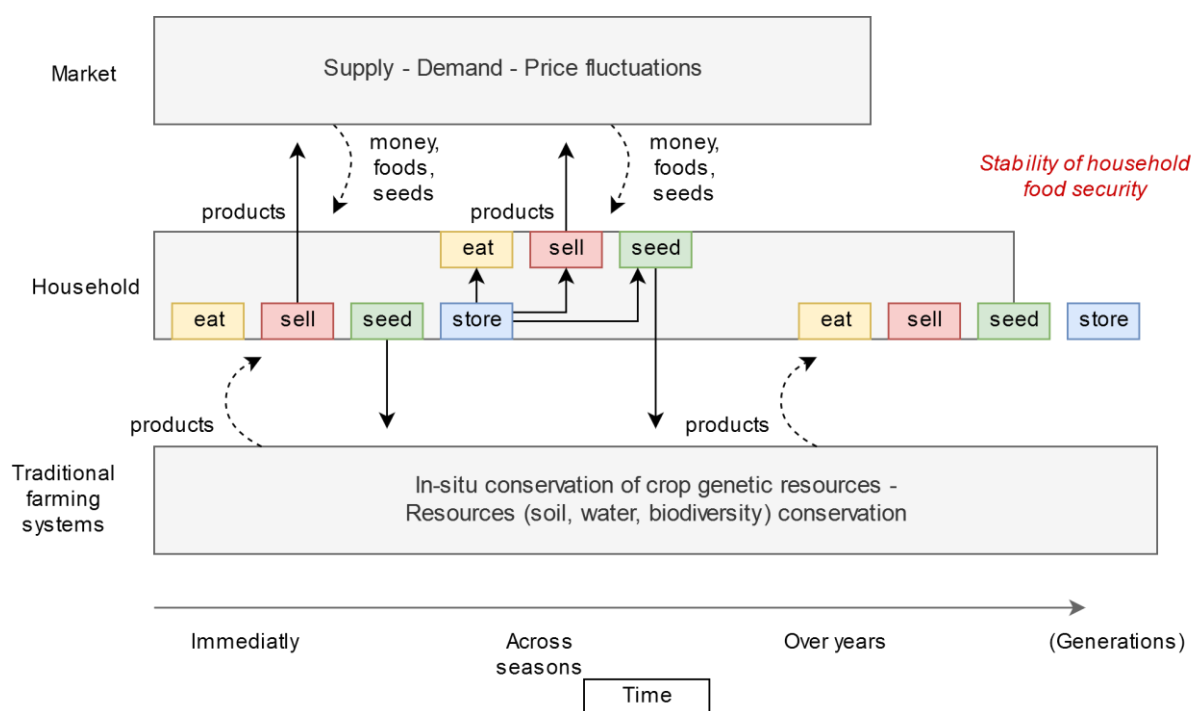 Market
Supply - Demand - Price fluctuations
money,
foods,
seeds
money,
foods,
seeds
Stability of household
food security
products
products
Household
eat
sell
seed
eat
sell
seed
store
eat
sell
seed
store
products
products
Traditional
farming
systems
In-situ conservation of crop genetic resources -
Resources (soil, water, biodiversity) conservation
Immediatly
Across
seasons
Over years
(Generations)
Time